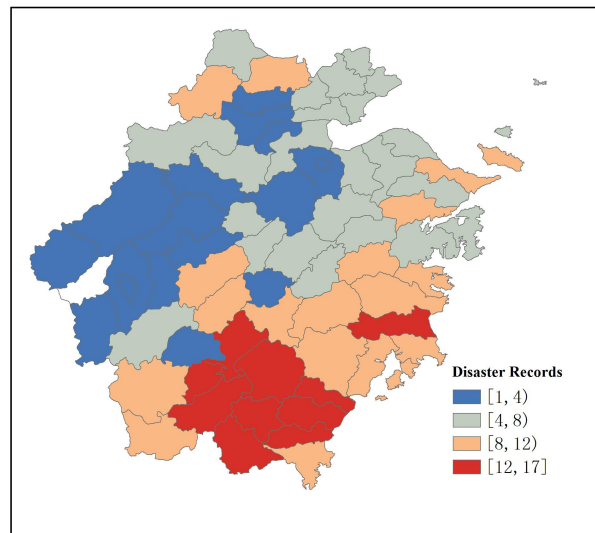 Disaster Records
[1, 4)
[4, 8)
[8, 12)
[12, 17]